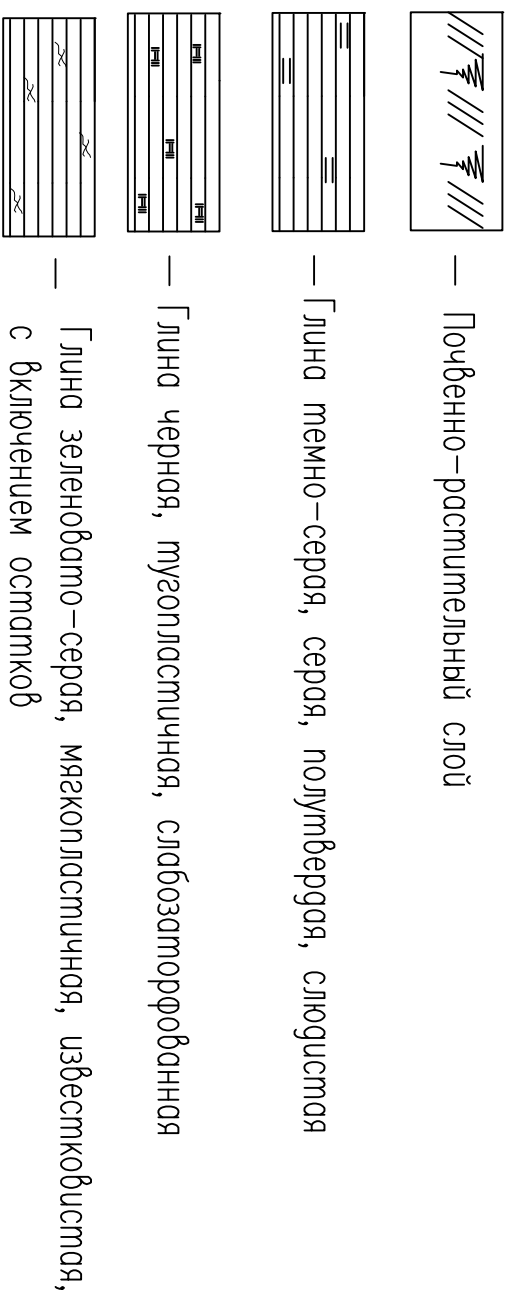 — Почвенно-растительный слой
— Глина темно-серая, серая, полутвердая, слюдистая
— Глина черная, тугопластичная, слабозаторфованная
— Глина зеленовато-серая, мягкопластичная, известковистая,
с включением остатков